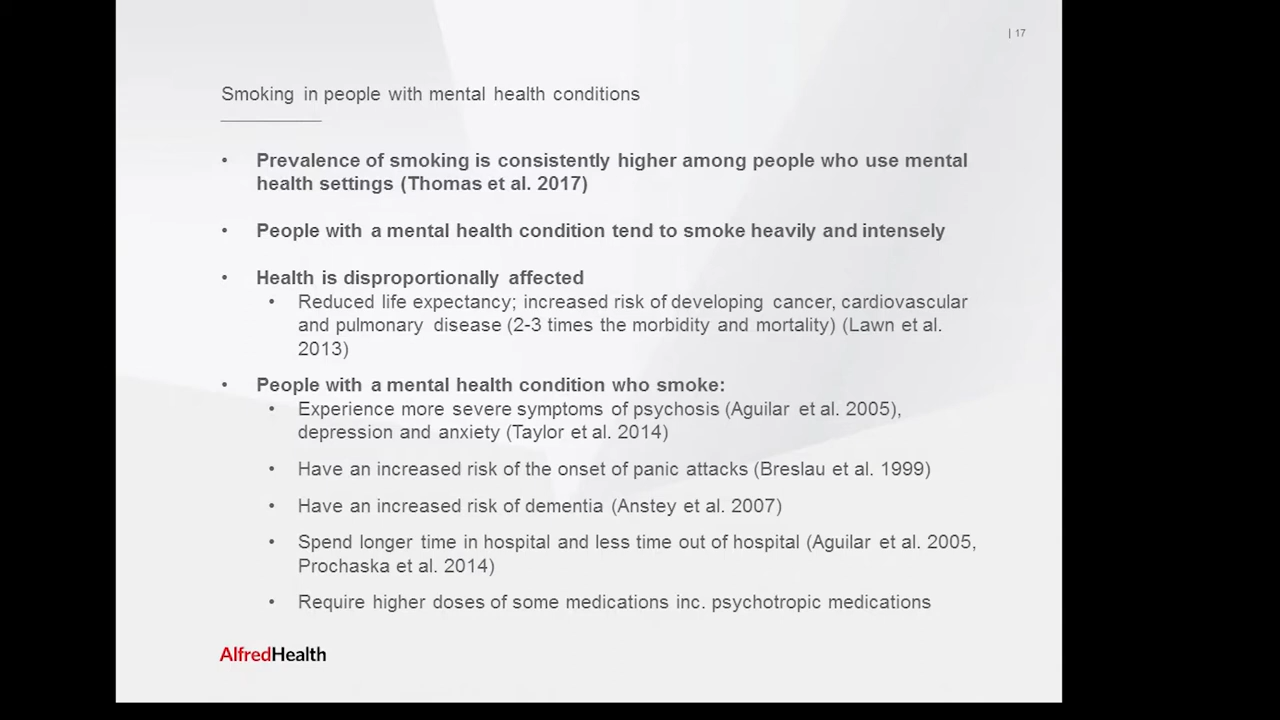 | 17
Smoking in people with mental health conditions
• Prevalence of smoking is consistently higher among people who use mental
health settings (Thomas et al. 2017)
• People with a mental health condition tend to smoke heavily and intensely
• Health is disproportionally affected
• Reduced life expectancy; increased risk of developing cancer, cardiovascular
and pulmonary disease (2-3 times the morbidity and mortality) (Lawn et al.
2013)
• People with a mental health condition who smoke:
• Experience more severe symptoms of psychosis (Aguilar et al. 2005),
depression and anxiety (Taylor et al. 2014)
• Have an increased risk of the onset of panic attacks (Breslau et al. 1999)
• Have an increased risk of dementia (Anstey et al. 2007)
• Spend longer time in hospital and less time out of hospital (Aguilar et al. 2005,
Prochaska et al. 2014)
• Require higher doses of some medications inc. psychotropic medications
AlfredHealth